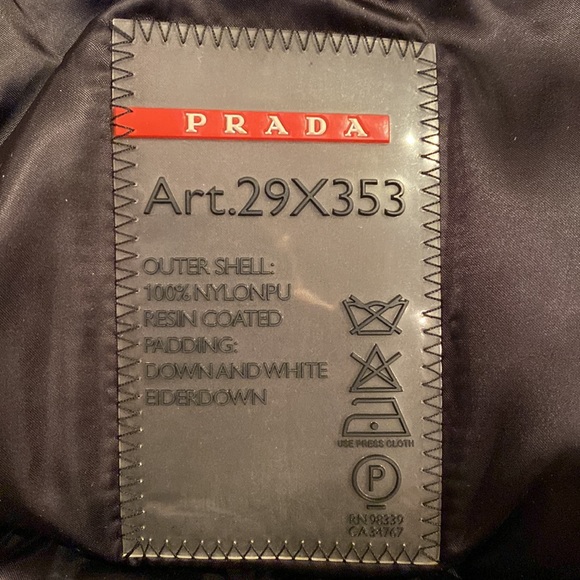 PRADA
Art.29X353
OUTER SHELL:
100% NYLONPU
RESIN COATED
PADDING:
DOWN AND WHITE
EIDERDOWN
USE PRESS CLOTH
P
RN 98339
CA 34767